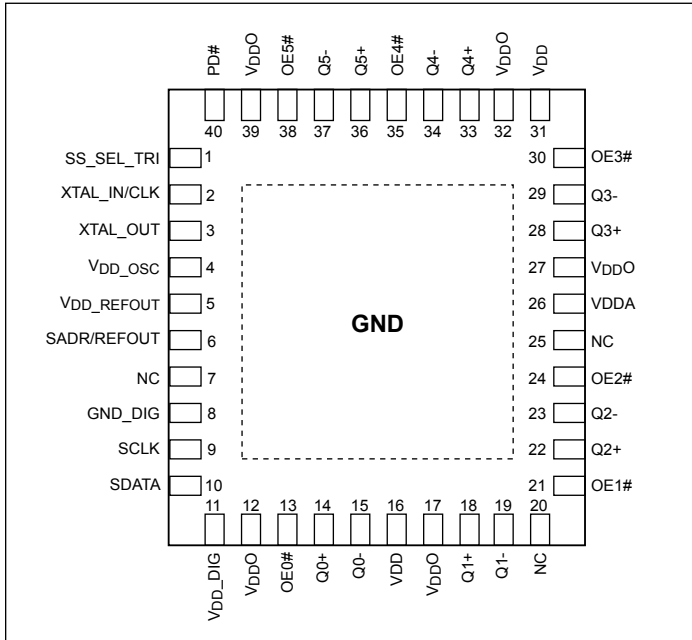 PD#
VDDO
OE5#
Q5-
Q5+
OE4#
Q4-
Q4+
VDDO
VDD
40 39 38 37 36 35 34 33 32 31
SS_SEL_TRI 1
XTAL_IN/CLK 2
XTAL_OUT 3
VDD_OSC 4
VDD_REFOUT 5
SADR/REFOUT 6
NC 7
GND_DIG 8
SCLK 9
SDATA 10
GND
30 OE3#
29 Q3-
28 Q3+
27 VDDO
26 VDDA
25 NC
24 OE2#
23 Q2-
22 Q2+
21 OE1#
11 12 13 14 15 16 17 18 19 20
VDD_DIG
VDDO
OE0#
Q0+
Q0-
VDD
VDDO
Q1+
Q1-
NC